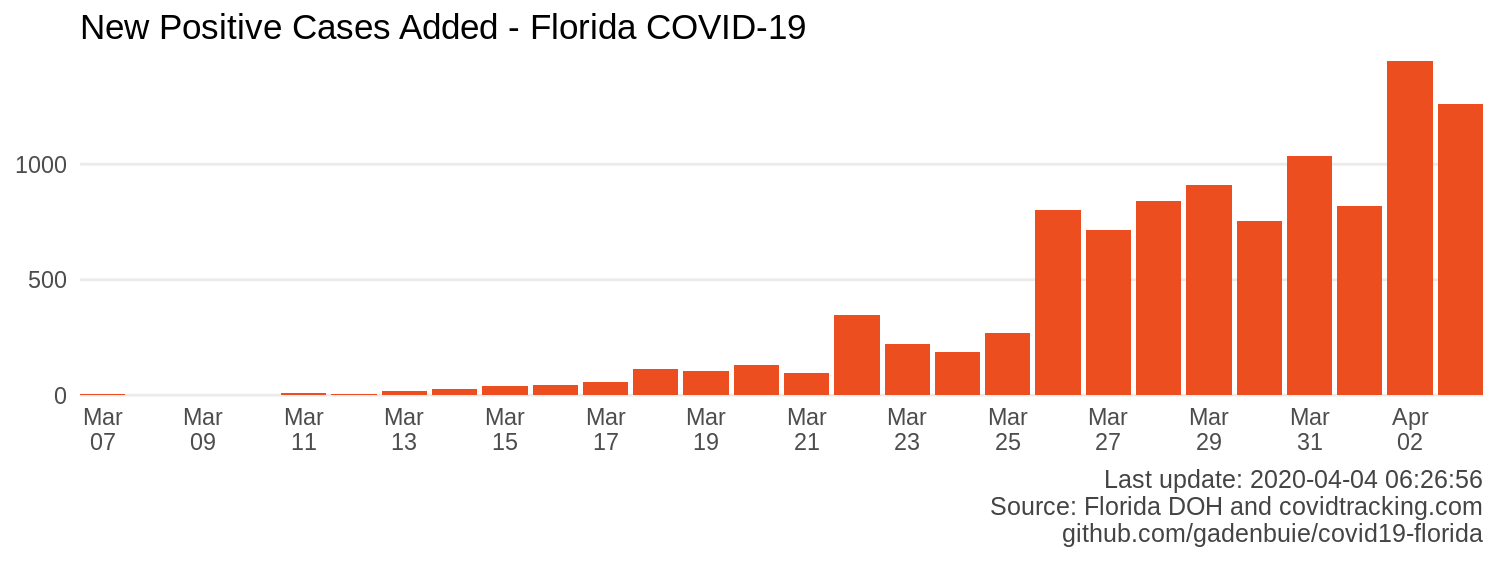 New Positive Cases Added - Florida COVID-19
1000
500
0
Mar Mar Mar Mar Mar Mar Mar Mar Mar Mar Mar Mar Mar Apr
07 09 11 13 15 17 19 21 23 25 27 29 31 02
Last update: 2020-04-04 06:26:56
Source: Florida DOH and covidtracking.com
github.com/gadenbuie/covid19-florida